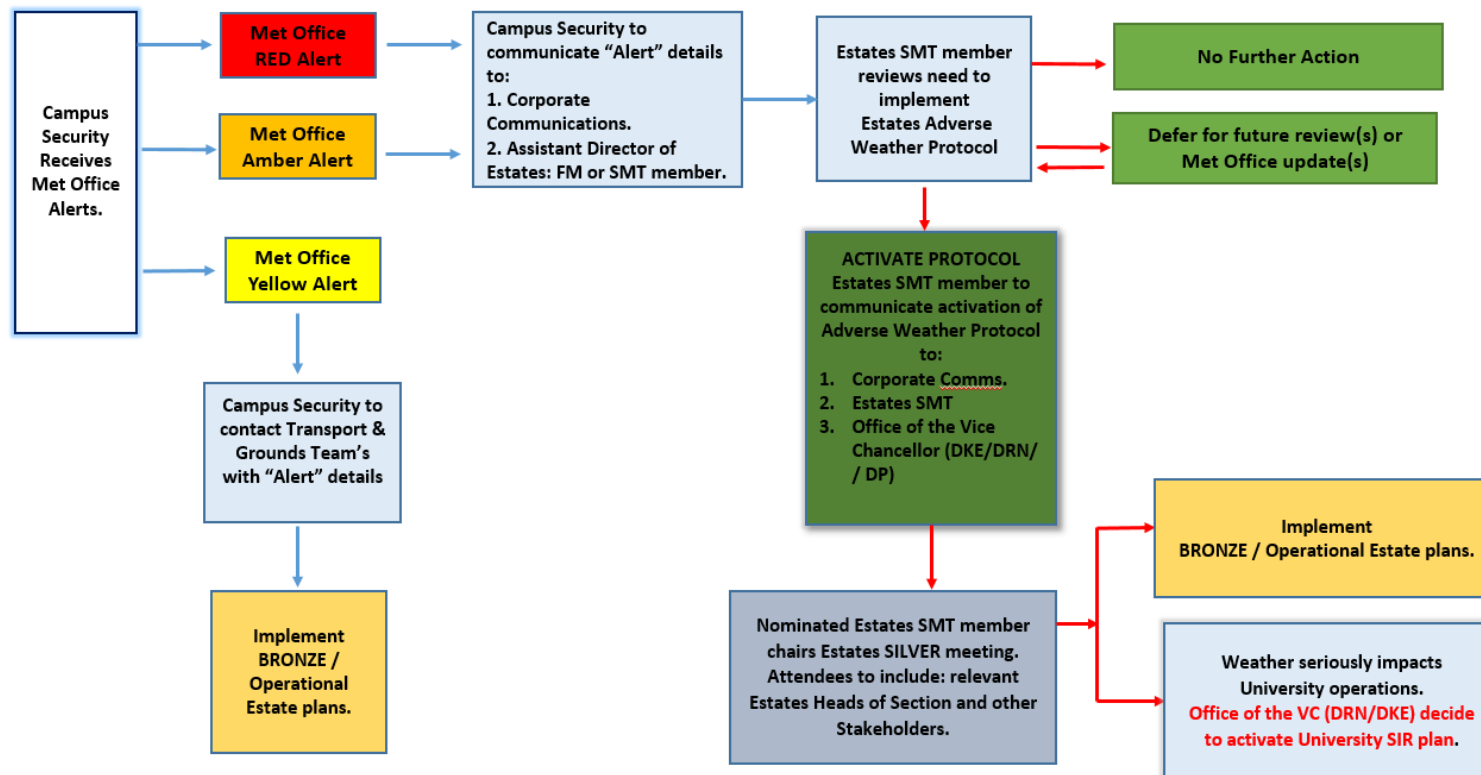 Campus
Security
Receives
Met Office
Alerts.
Met Office
RED Alert
Met Office
Amber Alert
Met Office
Yellow Alert
Campus Security to
contact Transport &
Grounds Team’s
with “Alert” details
Implement
BRONZE /
Operational
Estate plans.
Campus Security to
communicate “Alert” details
to:
1. Corporate
Communications.
2. Assistant Director of
Estates: FM or SMT member.
Estates SMT member
reviews need to
implement
Estates Adverse
Weather Protocol
No Further Action
Defer for future review(s) or
Met Office update(s)
ACTIVATE PROTOCOL
Estates SMT member to
communicate activation of
Adverse Weather Protocol
to:
1. Corporate Comms.
2. Estates SMT
3. Office of the Vice
Chancellor (DKE/DRN/
/ DP)
Nominated Estates SMT member
chairs Estates SILVER meeting.
Attendees to include: relevant
Estates Heads of Section and other
Stakeholders.
Implement
BRONZE / Operational Estate plans.
Weather seriously impacts
University operations.
Office of the VC (DRN/DKE) decide
to activate University SIR plan.